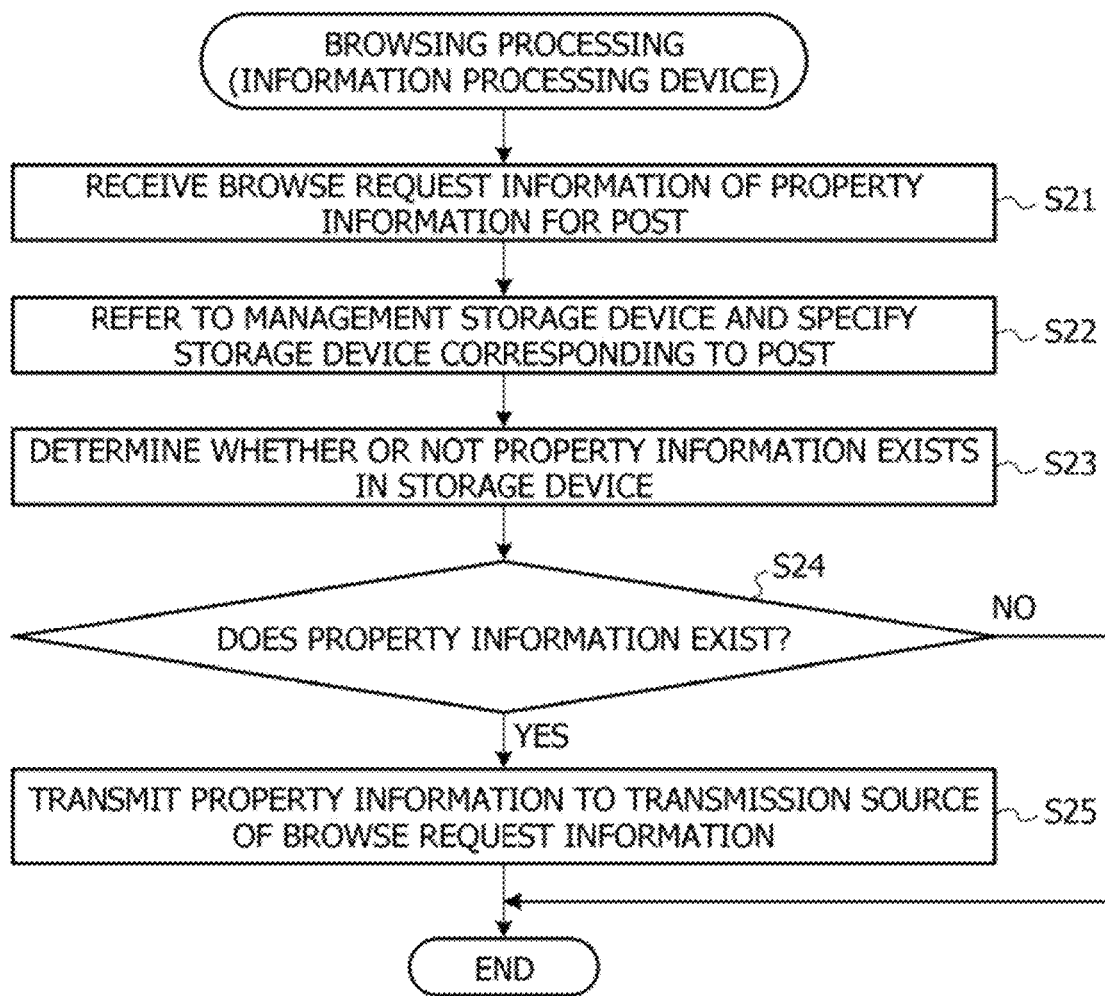 BROWSING PROCESSING
(INFORMATION PROCESSING DEVICE)
RECEIVE BROWSE REQUEST INFORMATION OF PROPERTY
INFORMATION FOR POST
S21
REFER TO MANAGEMENT STORAGE DEVICE AND SPECIFY
STORAGE DEVICE CORRESPONDING TO POST
S22
DETERMINE WHETHER OR NOT PROPERTY INFORMATION EXISTS
IN STORAGE DEVICE
S23
S24
DOES PROPERTY INFORMATION EXIST?
NO
YES
TRANSMIT PROPERTY INFORMATION TO TRANSMISSION SOURCE
OF BROWSE REQUEST INFORMATION
S25
END